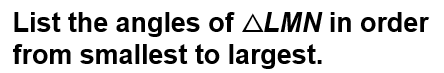 List the angles of △LMN in order
from smallest to largest.